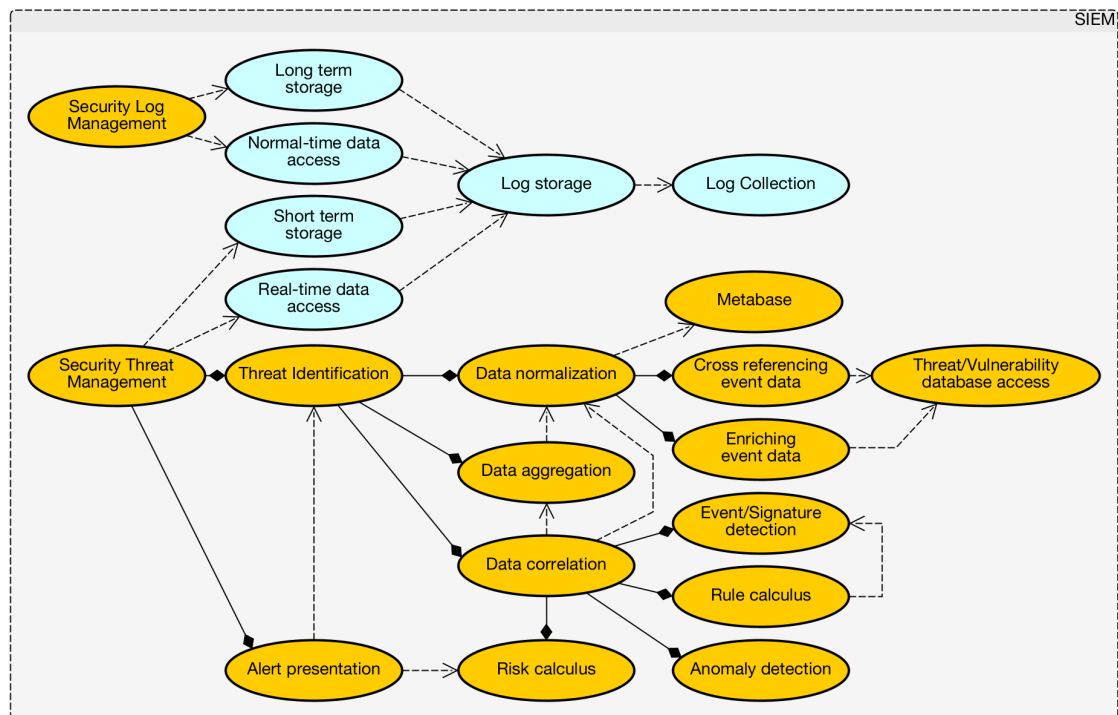 SIEM
Long term
storage
Security Log
Management
Normal-time data
access
Log storage
Log Collection
Short term
storage
Real-time data
access
Metabase
Security Threat
Management
Threat Identification
Data normalization
Cross referencing
event data
Threat/Vulnerability
database access
Enriching
event data
Data aggregation
Event/Signature
detection
Data correlation
Rule calculus
Alert presentation
Risk calculus
Anomaly detection